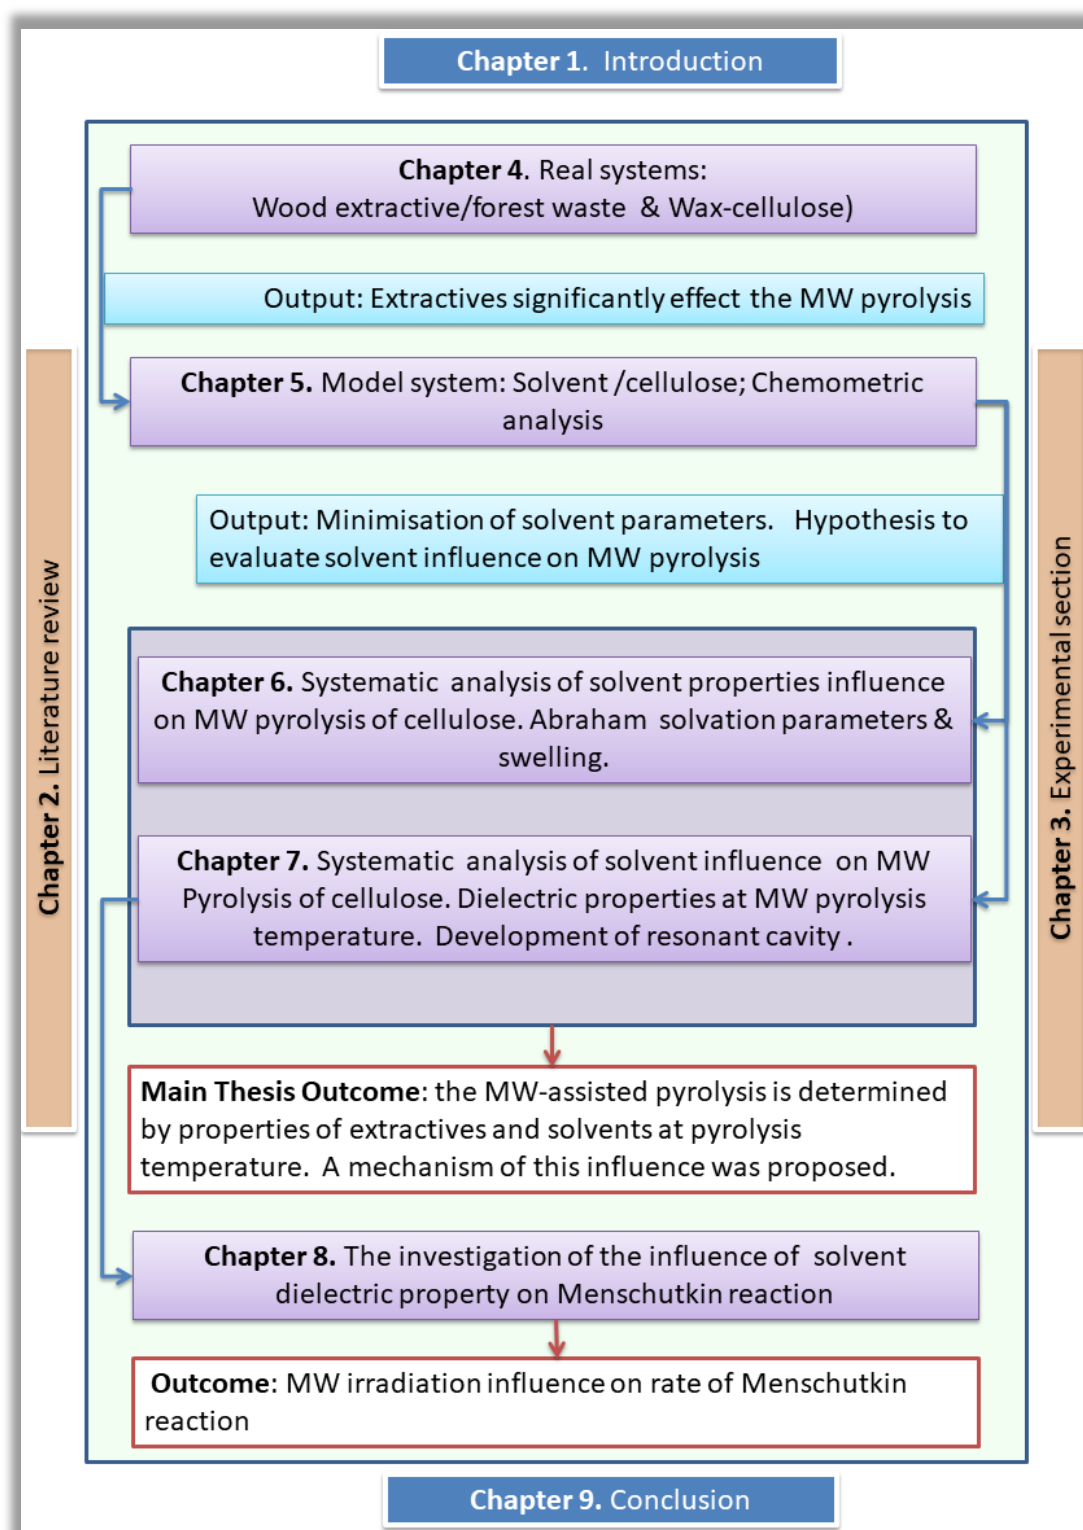 Chapter 1. Introduction
Chapter 4. Real systems:
Wood extractive/forest waste & Wax-cellulose)
Output: Extractives significantly effect the MW pyrolysis
Chapter 5. Model system: Solvent /cellulose; Chemometric
analysis
Output: Minimisation of solvent parameters. Hypothesis to
evaluate solvent influence on MW pyrolysis
Chapter 2. Literature review
Chapter 3. Experimental section
Chapter 6. Systematic analysis of solvent properties influence
on MW pyrolysis of cellulose. Abraham solvation parameters &
swelling.
Chapter 7. Systematic analysis of solvent influence on MW
Pyrolysis of cellulose. Dielectric properties at MW pyrolysis
temperature. Development of resonant cavity .
Main Thesis Outcome: the MW-assisted pyrolysis is determined
by properties of extractives and solvents at pyrolysis
temperature. A mechanism of this influence was proposed.
Chapter 8. The investigation of the influence of solvent
dielectric property on Menschutkin reaction
Outcome: MW irradiation influence on rate of Menschutkin
reaction
Chapter 9. Conclusion